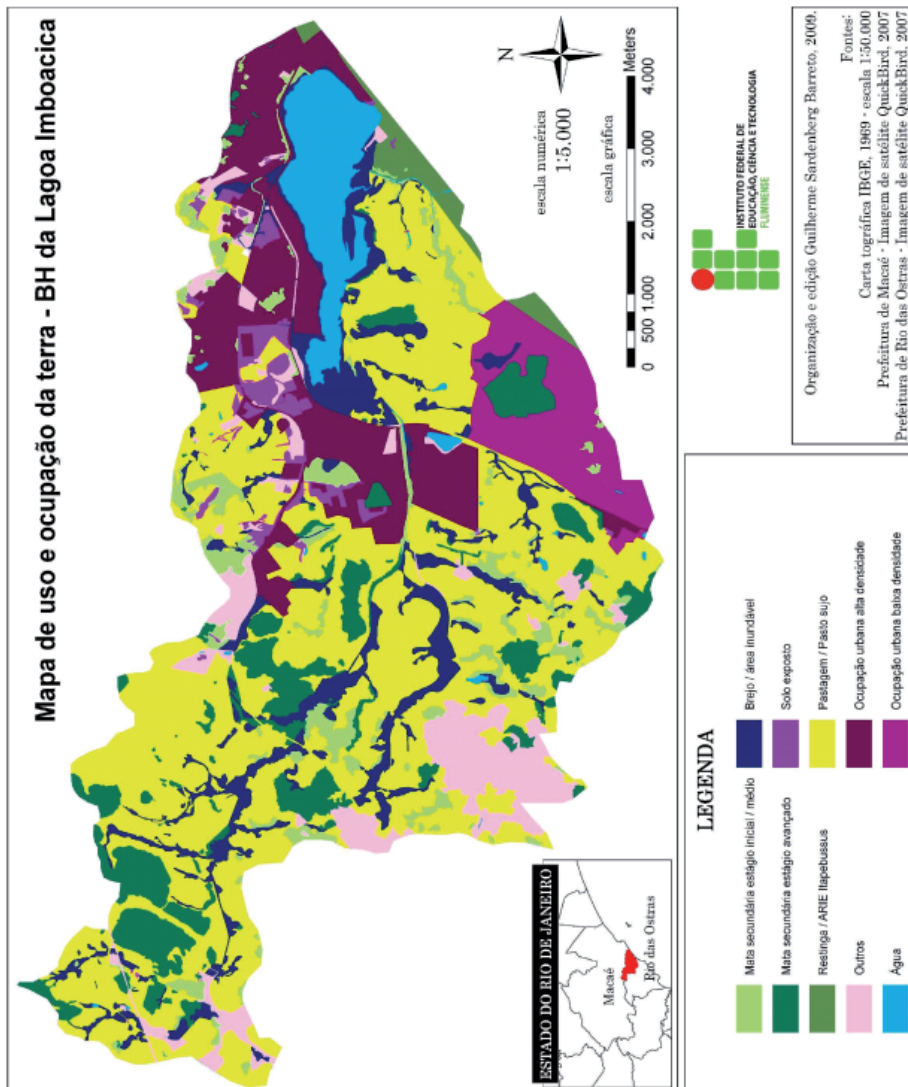 Mapa de uso e ocupação da terra - BH da Lagoa Imboacica
N
escala numérica
1:5.000
escala gráfica
0 500 1.000 2.000 3.000 4.000
Meters
ESTADO DO RIO DE JANEIRO
Macaé
Rio das Ostras
LEGENDA
Mata secundária estágio inicial / médio
Mata secundária estágio avançado
Restinga / ARIE Itapebussus
Outros
Água
Brejo / área inundável
Solo exposto
Pastagem / Pasto sujo
Ocupação urbana alta densidade
Ocupação urbana baixa densidade
INSTITUTO FEDERAL DE
EDUCAÇÃO, CIÊNCIA E TECNOLOGIA
FLUMINENSE
Organização e edição Guilherme Sardenberg Barreto, 2009.
Fontes:
Carta tográfica IBGE, 1969 - escala 1:50.000
Prefeitura de Macaé - Imagem de satélite QuickBird, 2007
Prefeitura de Rio das Ostras - Imagem de satélite QuickBird, 2007